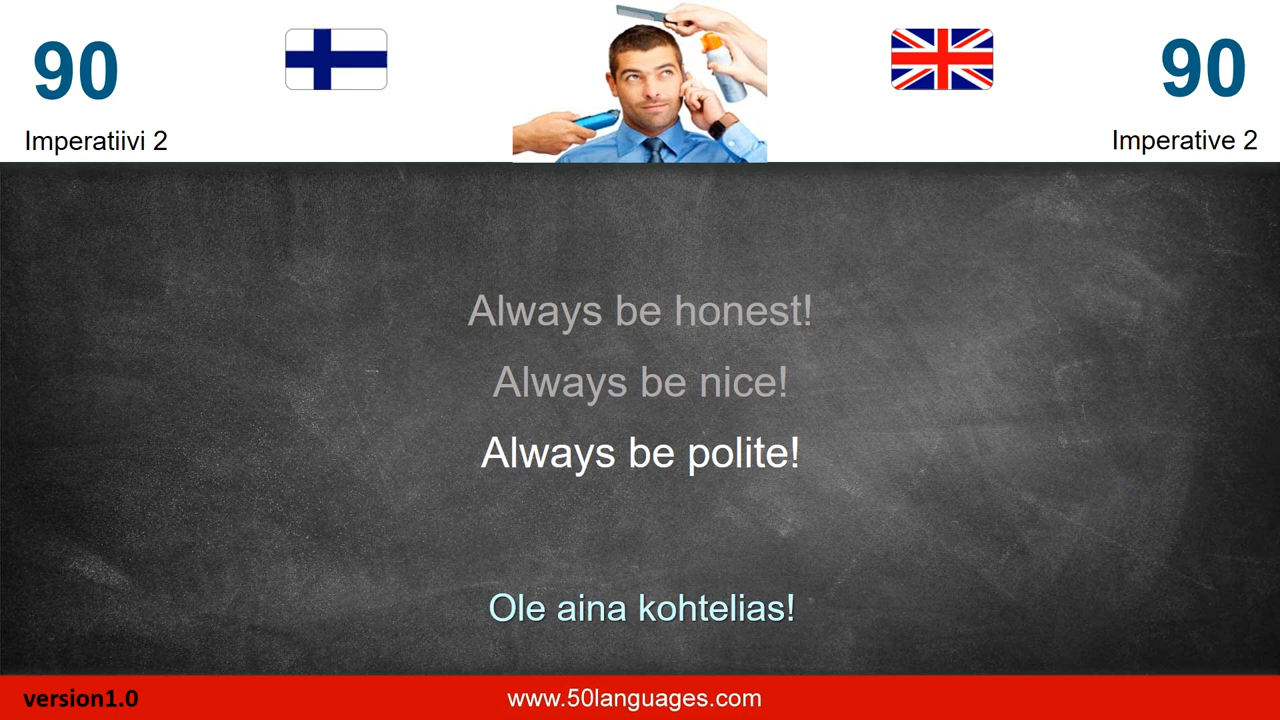 90
90
Imperatiivi 2
Imperative 2
Always be honest!
Always be nice!
Always be polite!
Ole aina kohtelias!
version1.0
www.50languages.com